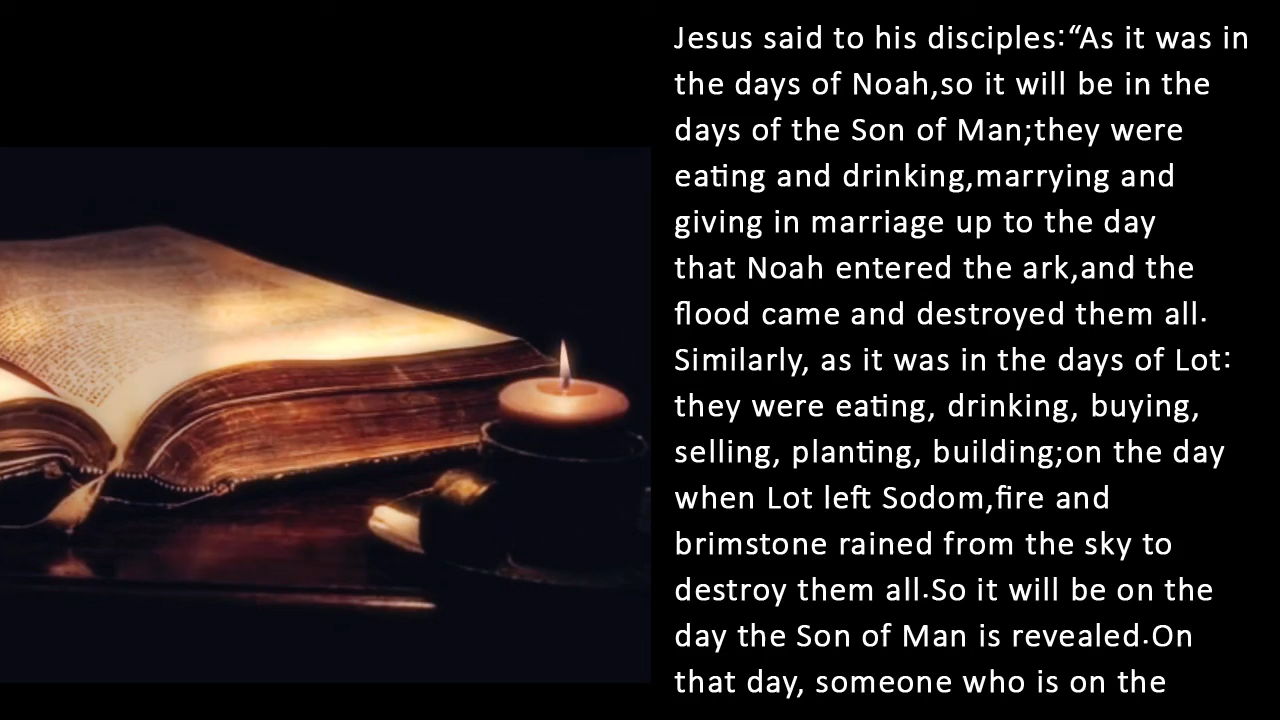 Jesus said to his disciples:“As it was in
the days of Noah,so it will be in the
days of the Son of Man;they were
eating and drinking,marrying and
giving in marriage up to the day
that Noah entered the ark,and the
flood came and destroyed them all.
Similarly, as it was in the days of Lot:
they were eating, drinking, buying,
selling, planting, building;on the day
when Lot left Sodom,fire and
brimstone rained from the sky to
destroy them all.So it will be on the
day the Son of Man is revealed.On
that day, someone who is on the